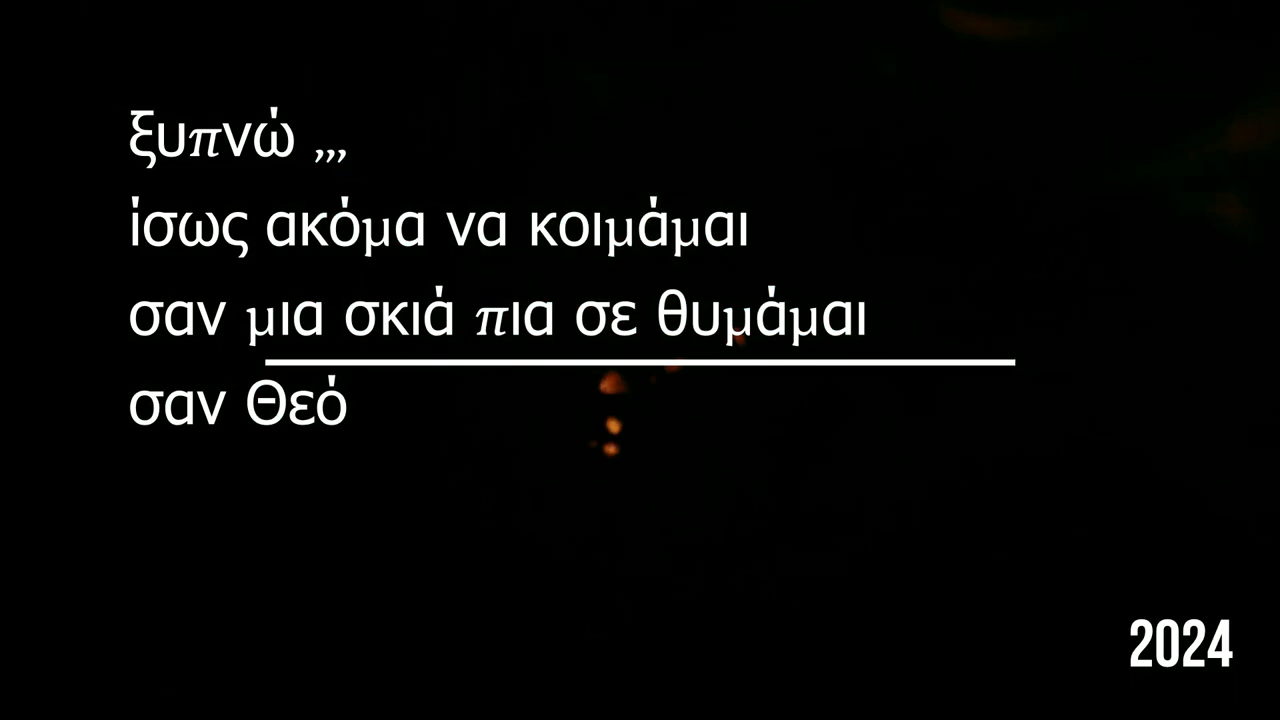 ξυπνώ ,,,
ίσως ακόμα να κοιμάμαι
σαν μια σκιά πια σε θυμάμαι
σαν Θεό
2024